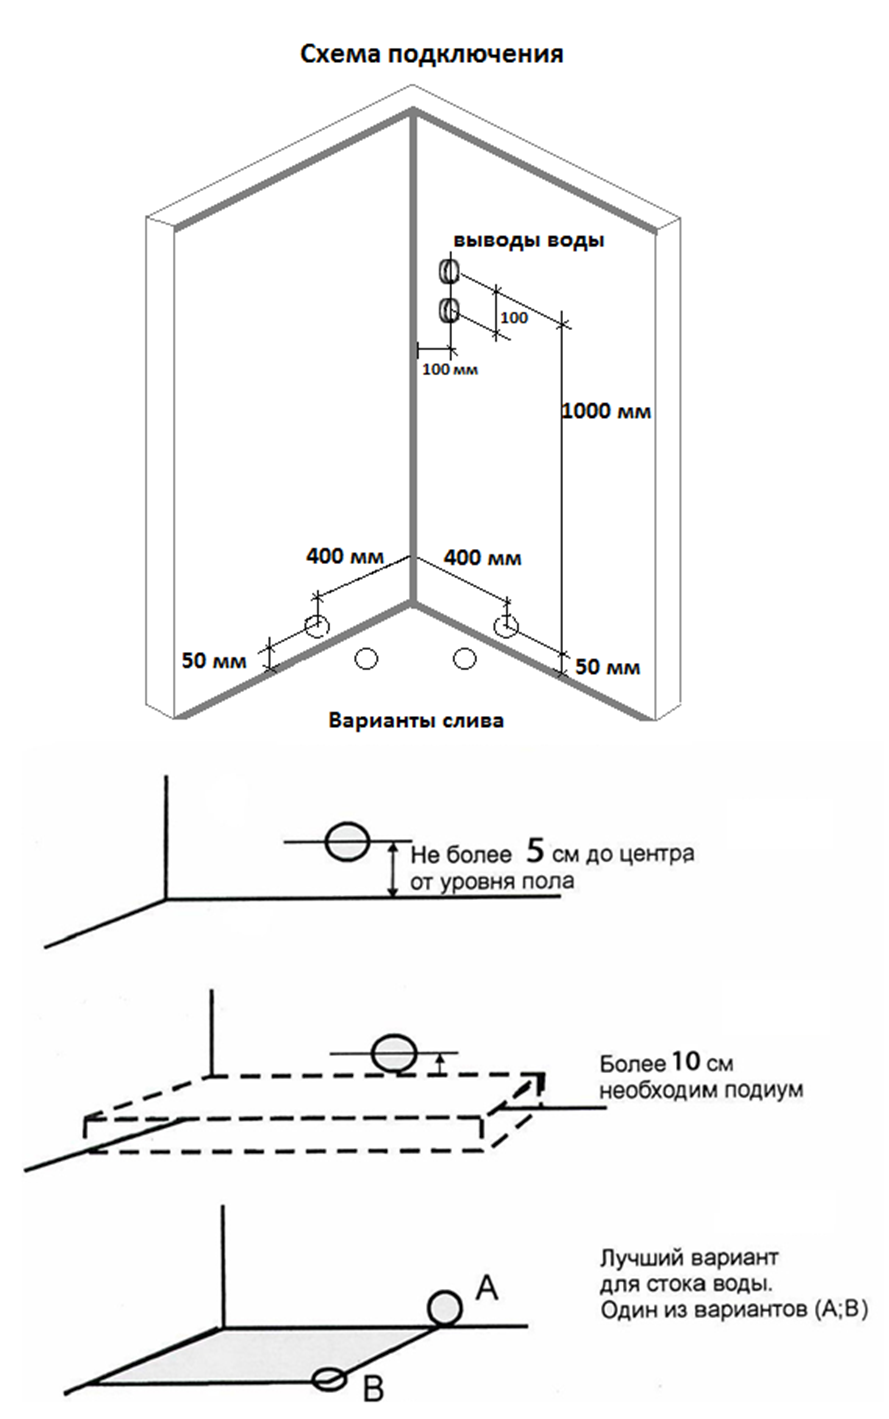 Схема подключения
выводы воды
100
100 мм
1000 мм
400 мм
400 мм
50 мм
50 мм
Варианты слива
Не более 5 см до центра
от уровня пола
Более 10 см
необходим подиум
Лучший вариант
для стока воды.
Один из вариантов (А;В)
А
В